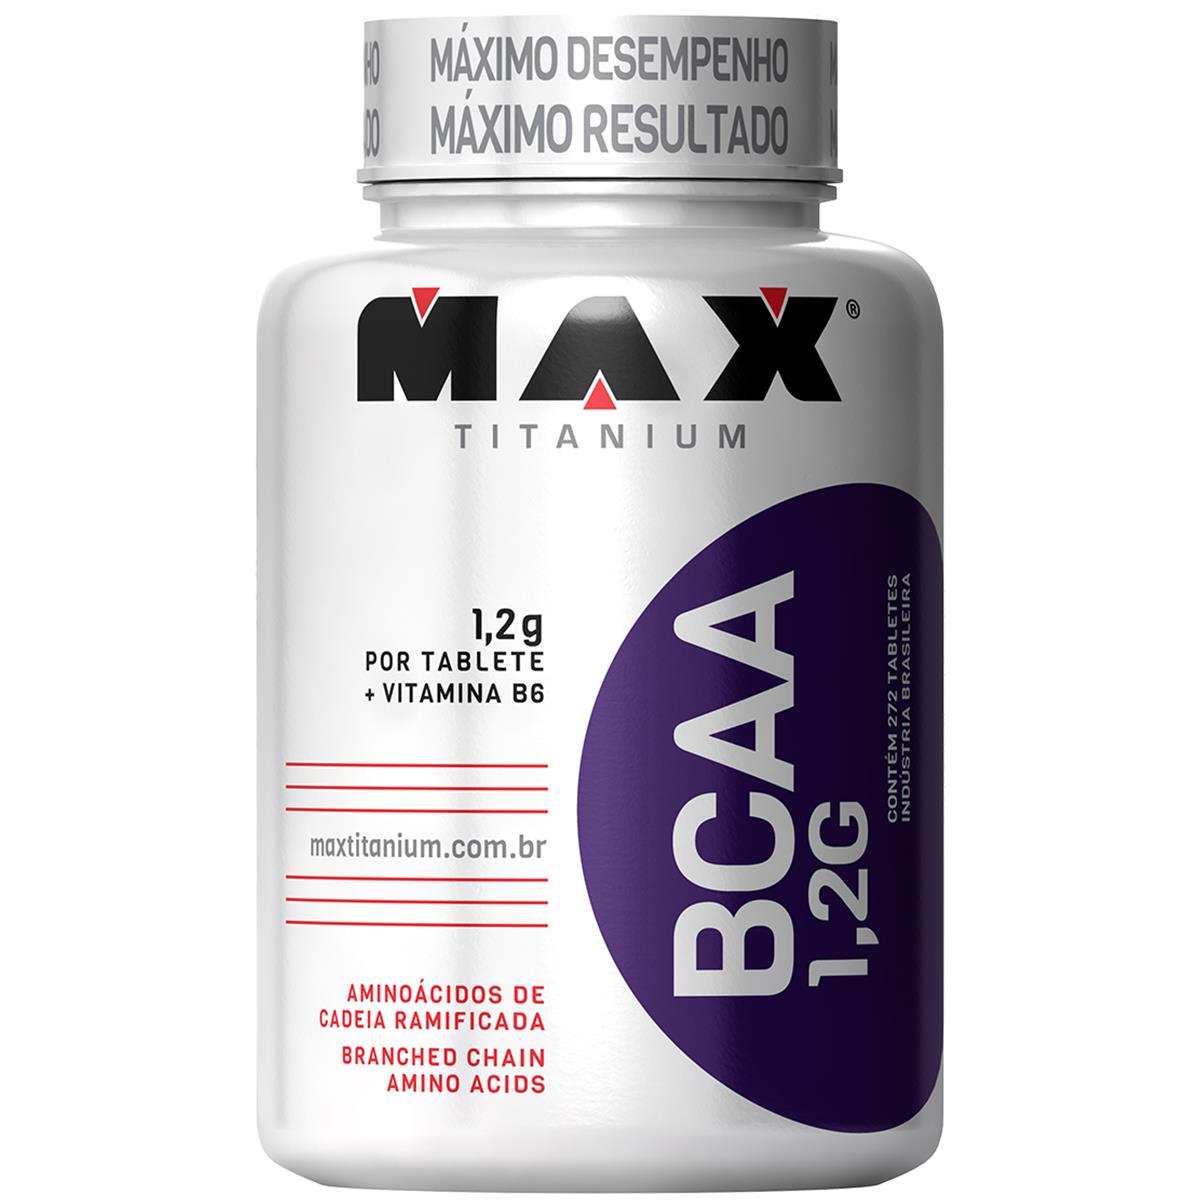 MÁXIMO DESEMPENHO
MÁXIMO RESULTADO
MAX®
TITANIUM
1,2g
POR TABLETE
+ VITAMINA B6
maxtitanium.com.br
AMINOÁCIDOS DE
CADEIA RAMIFICADA
BRANCHED CHAIN
AMINO ACIDS
BCAA
1,2G
CONTÉM 272 TABLETES
INDÚSTRIA BRASILEIRA